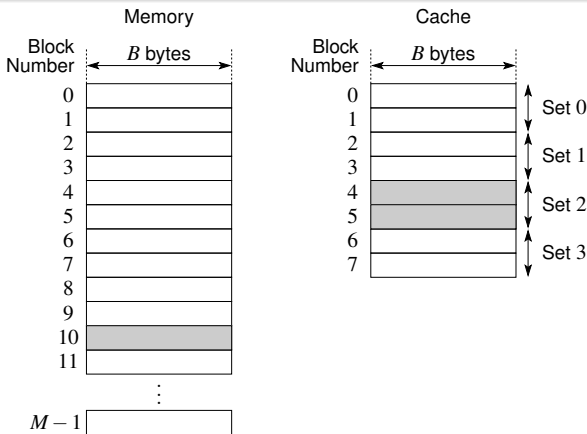 Memory
Cache
Block
Number
B bytes
Block
Number
B bytes
0
1
2
3
4
5
6
7
8
9
10
11
⋮
M − 1
0
1
2
3
4
5
6
7
Set 0
Set 1
Set 2
Set 3